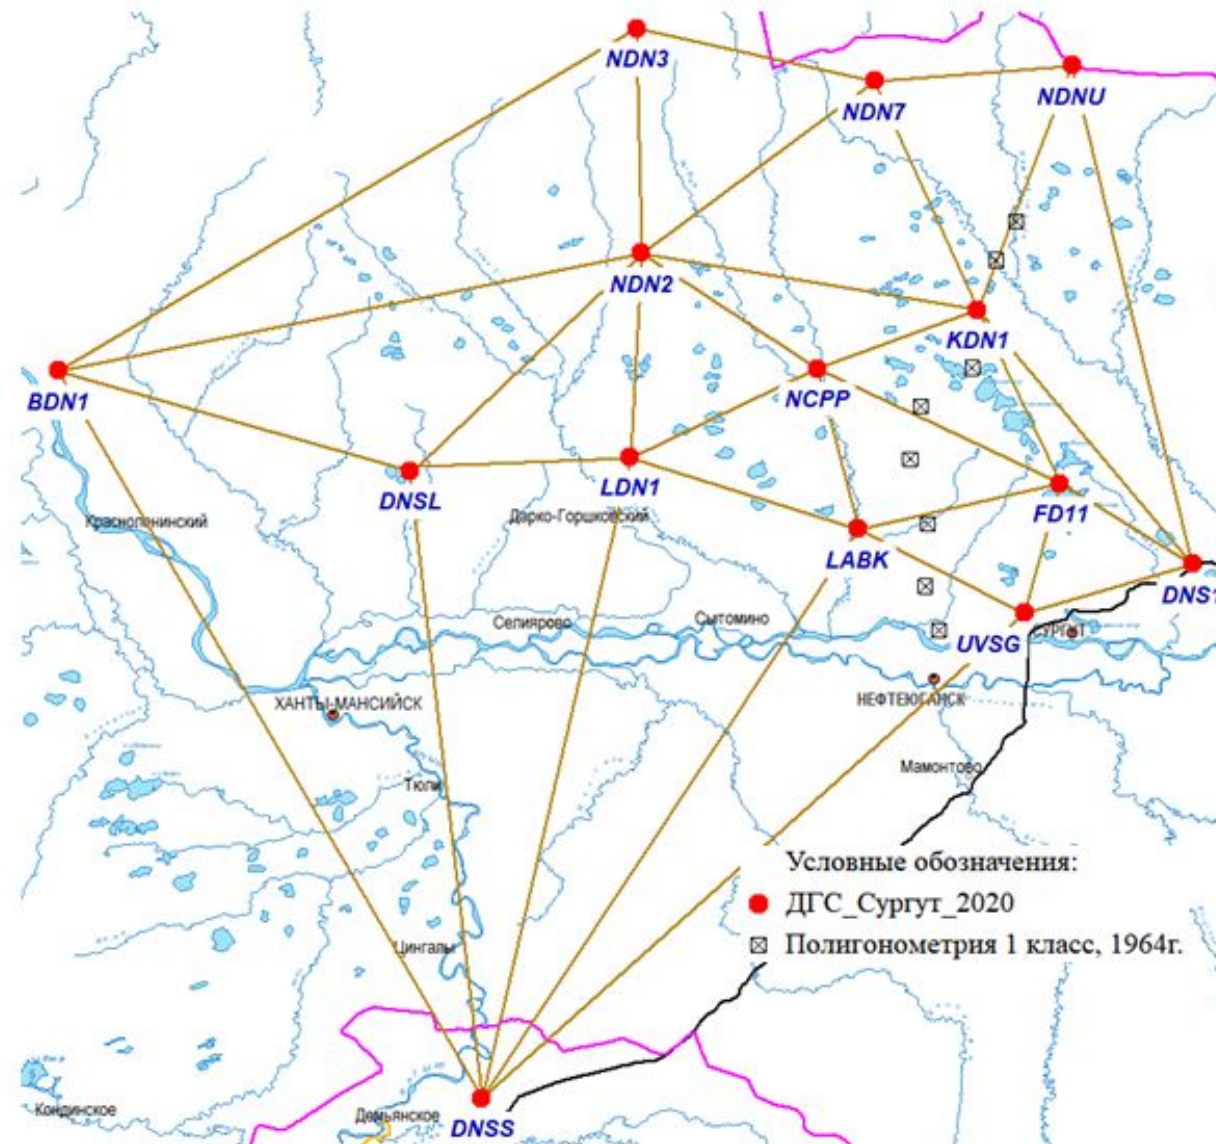 NDN3
NDN7
NDNU
NDN2
KDN1
NCPP
BDN1
DNSL
LDN1
FD11
Красноленинский
Дарко-Горшковский
LABK
DNS1
Селиярово
Сытомино
СУРГУТ
UVSG
ХАНТЫ-МАНСИЙСК
НЕФТЕЮГАНСК
Мамонтово
Тюли
Условные обозначения:
ДГС_Сургут_2020
Цингалы
Полигонометрия 1 класс, 1964г.
Кондинское
Демьянское
DNSS